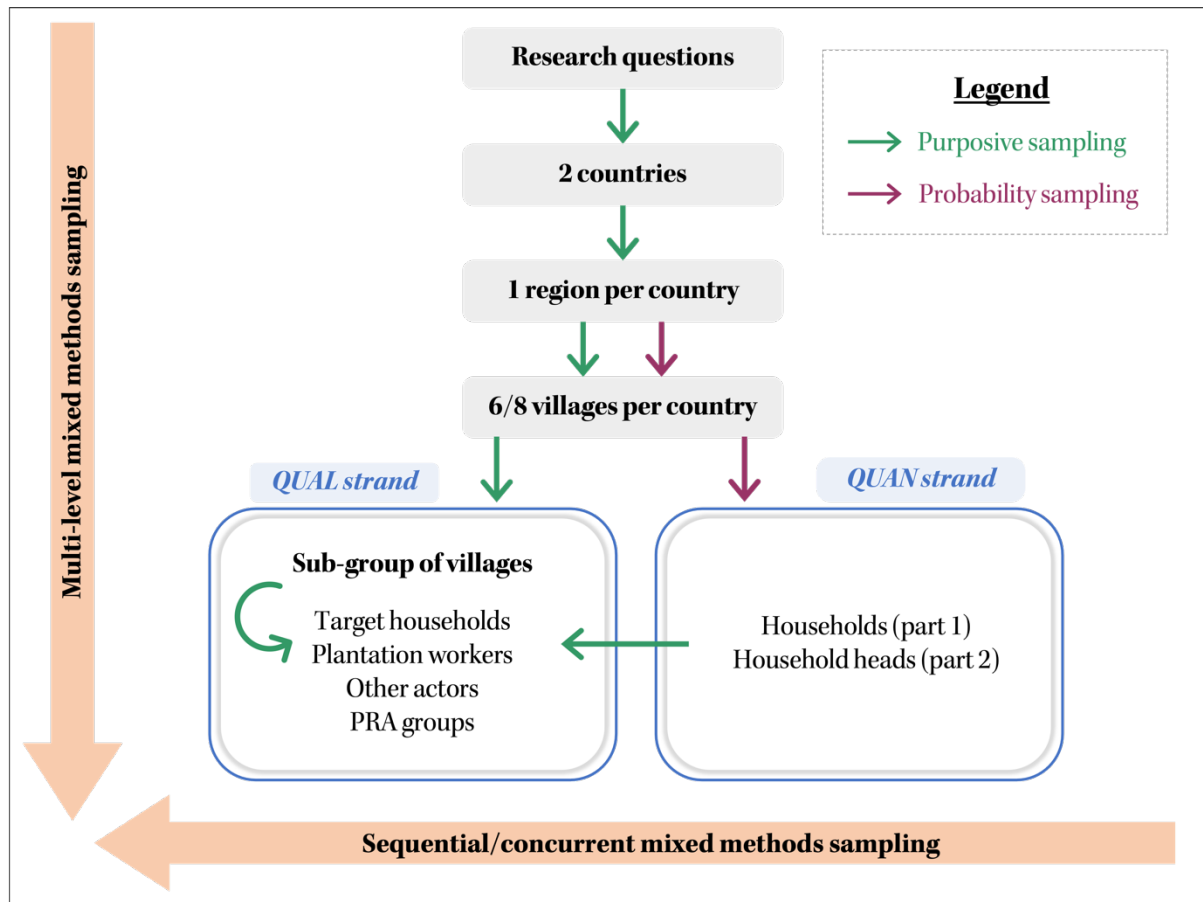 Research questions
Legend
Purposive sampling
Probability sampling
2 countries
1 region per country
6/8 villages per country
Multi-level mixed methods sampling
QUAL strand
QUAN strand
Sub-group of villages
Target households
Plantation workers
Other actors
PRA groups
Households (part 1)
Household heads (part 2)
Sequential/concurrent mixed methods sampling